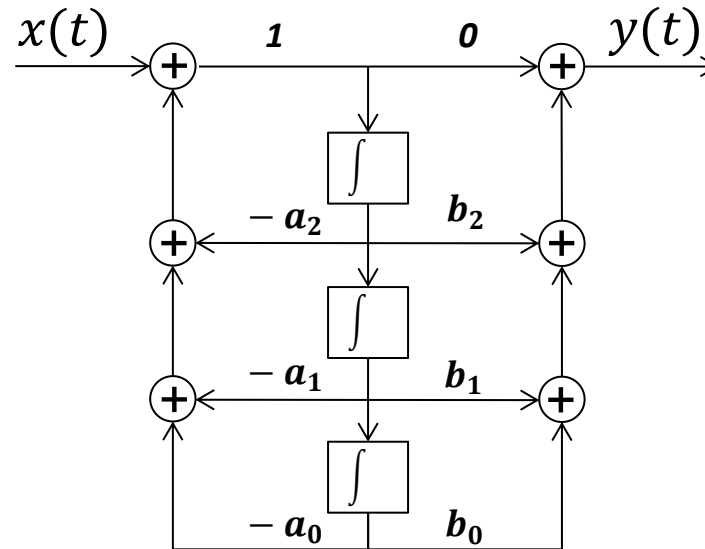 x(t) 1 0 y(t)
+ +
∫
− a₂ b₂
+ +
∫
− a₁ b₁
+ +
∫
− a₀ b₀